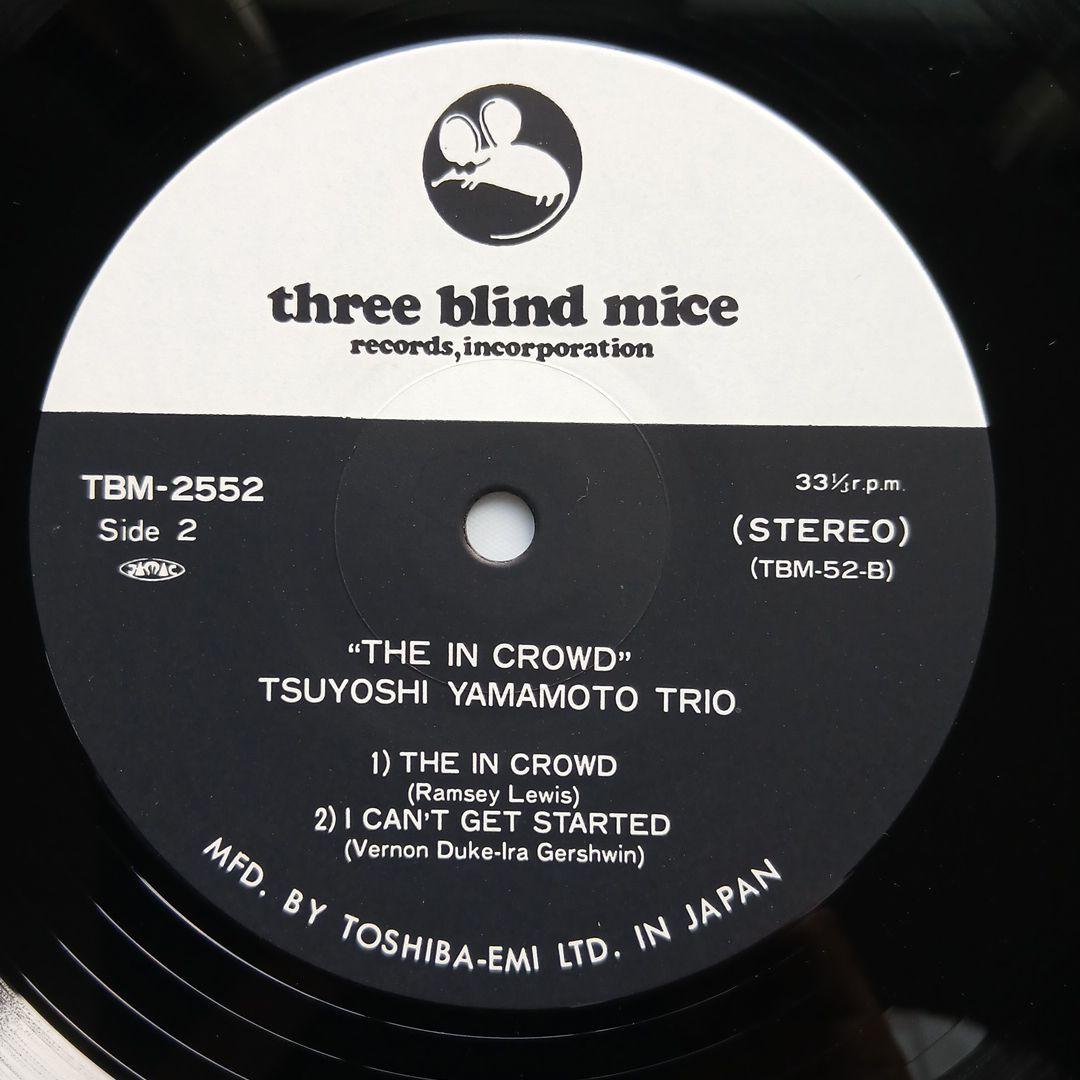 three blind mice
records, incorporation
TBM-2552
Side 2
JASRAC
33⅓ r.p.m.
(STEREO)
(TBM-52-B)
“THE IN CROWD”
TSUYOSHI YAMAMOTO TRIO
1) THE IN CROWD
(Ramsey Lewis)
2) I CAN'T GET STARTED
(Vernon Duke-Ira Gershwin)
MFD. BY TOSHIBA-EMI LTD. IN JAPAN